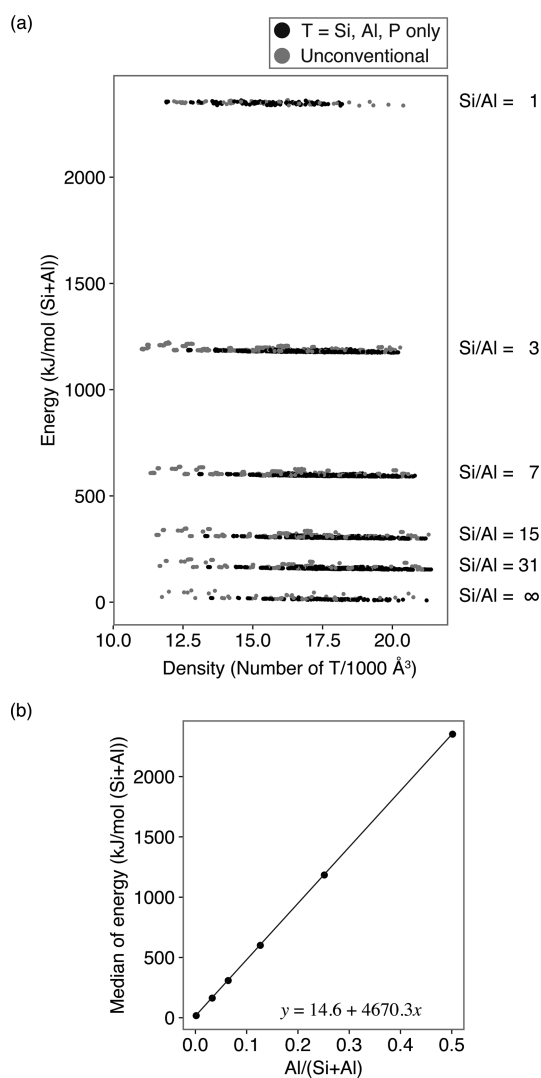 (a)
T = Si, Al, P only
Unconventional
Energy (kJ/mol (Si+Al))
2000
1500
1000
500
0
Si/Al = 1
Si/Al = 3
Si/Al = 7
Si/Al = 15
Si/Al = 31
Si/Al = ∞
10.0 12.5 15.0 17.5 20.0
Density (Number of T/1000 Å³)
(b)
Median of energy (kJ/mol (Si+Al))
2000
1500
1000
500
0
y = 14.6 + 4670.3x
0.0 0.1 0.2 0.3 0.4 0.5
Al/(Si+Al)